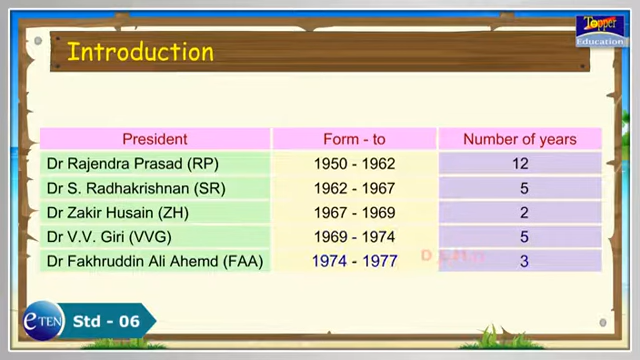 Topper
Education
Introduction
President Form - to Number of years
Dr Rajendra Prasad (RP) 1950 - 1962 12
Dr S. Radhakrishnan (SR) 1962 - 1967 5
Dr Zakir Husain (ZH) 1967 - 1969 2
Dr V.V. Giri (VVG) 1969 - 1974 5
Dr Fakhruddin Ali Ahemd (FAA) 1974 - 1977 3
eTEN Std - 06